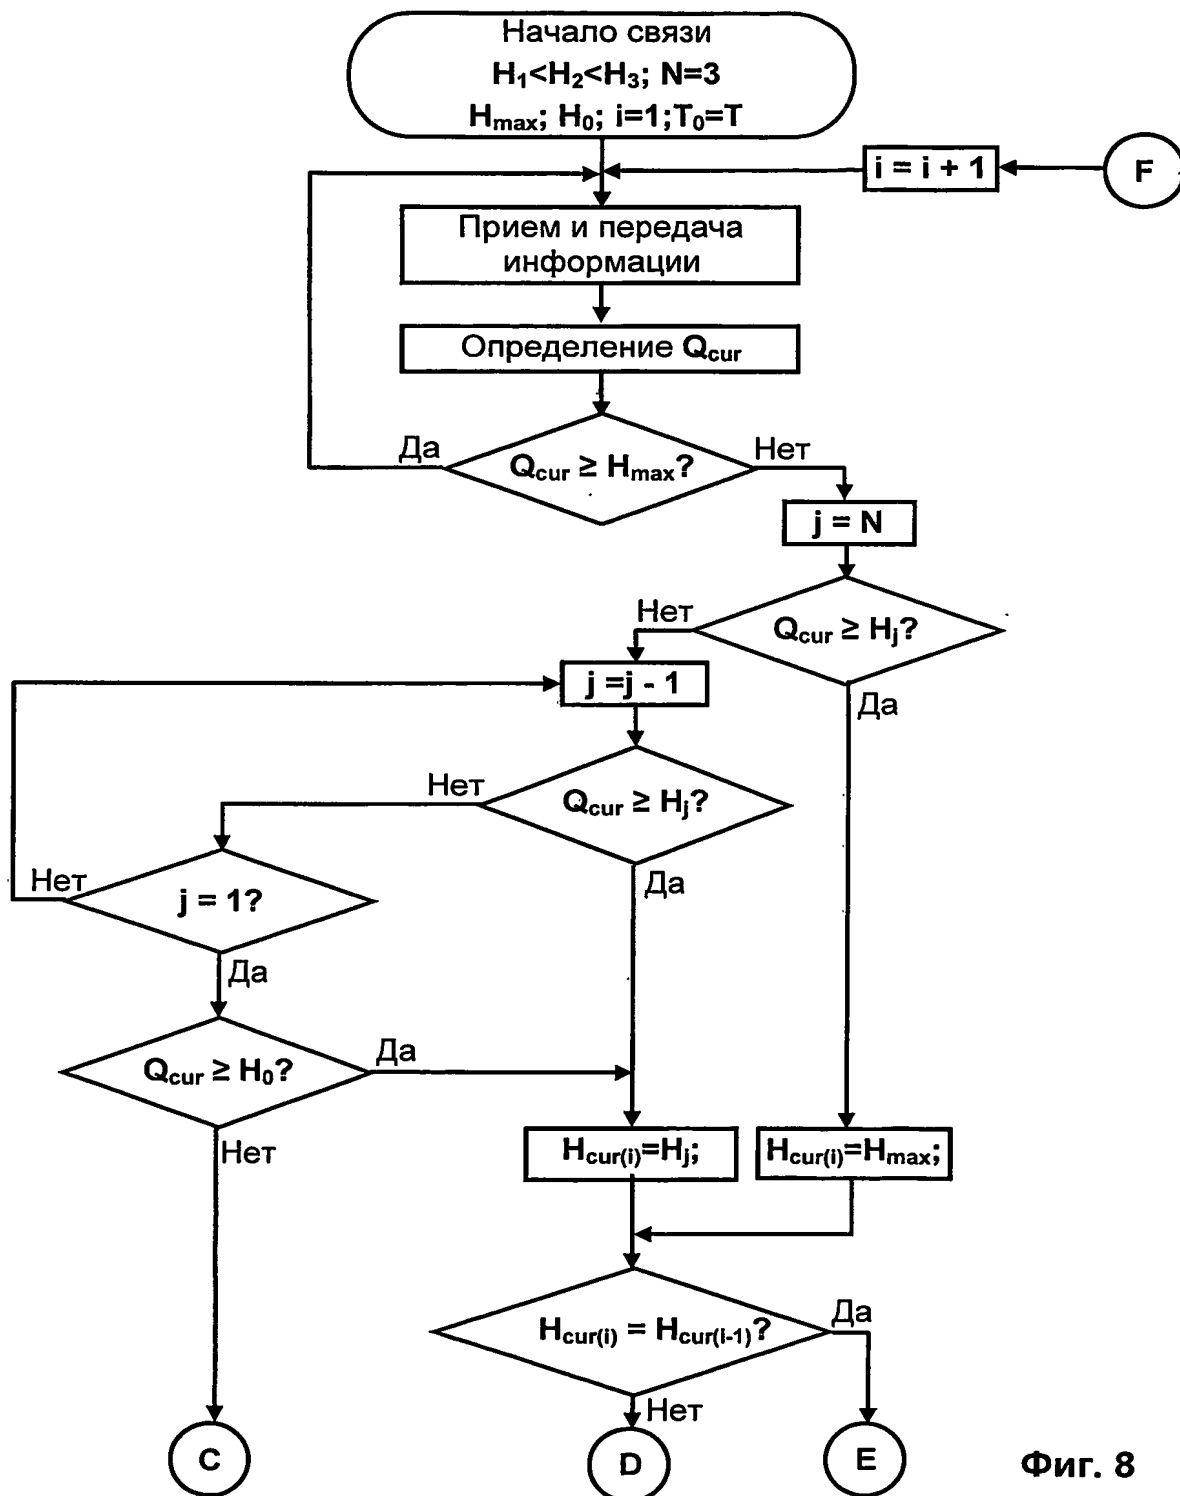 Начало связи
H₁<H₂<H₃; N=3
Hmax; H₀; i=1;T₀=T
i = i + 1
F
Прием и передача
информации
Определение Qcur
Да
Qcur ≥ Hmax?
Нет
j = N
Нет
Qcur ≥ Hj?
j =j - 1
Да
Нет
Qcur ≥ Hj?
Нет
j = 1?
Да
Да
Qcur ≥ H₀?
Да
Нет
Hcur(i)=Hj;
Hcur(i)=Hmax;
Hcur(i) = Hcur(i-1)?
Да
Нет
C
D
E
Фиг. 8